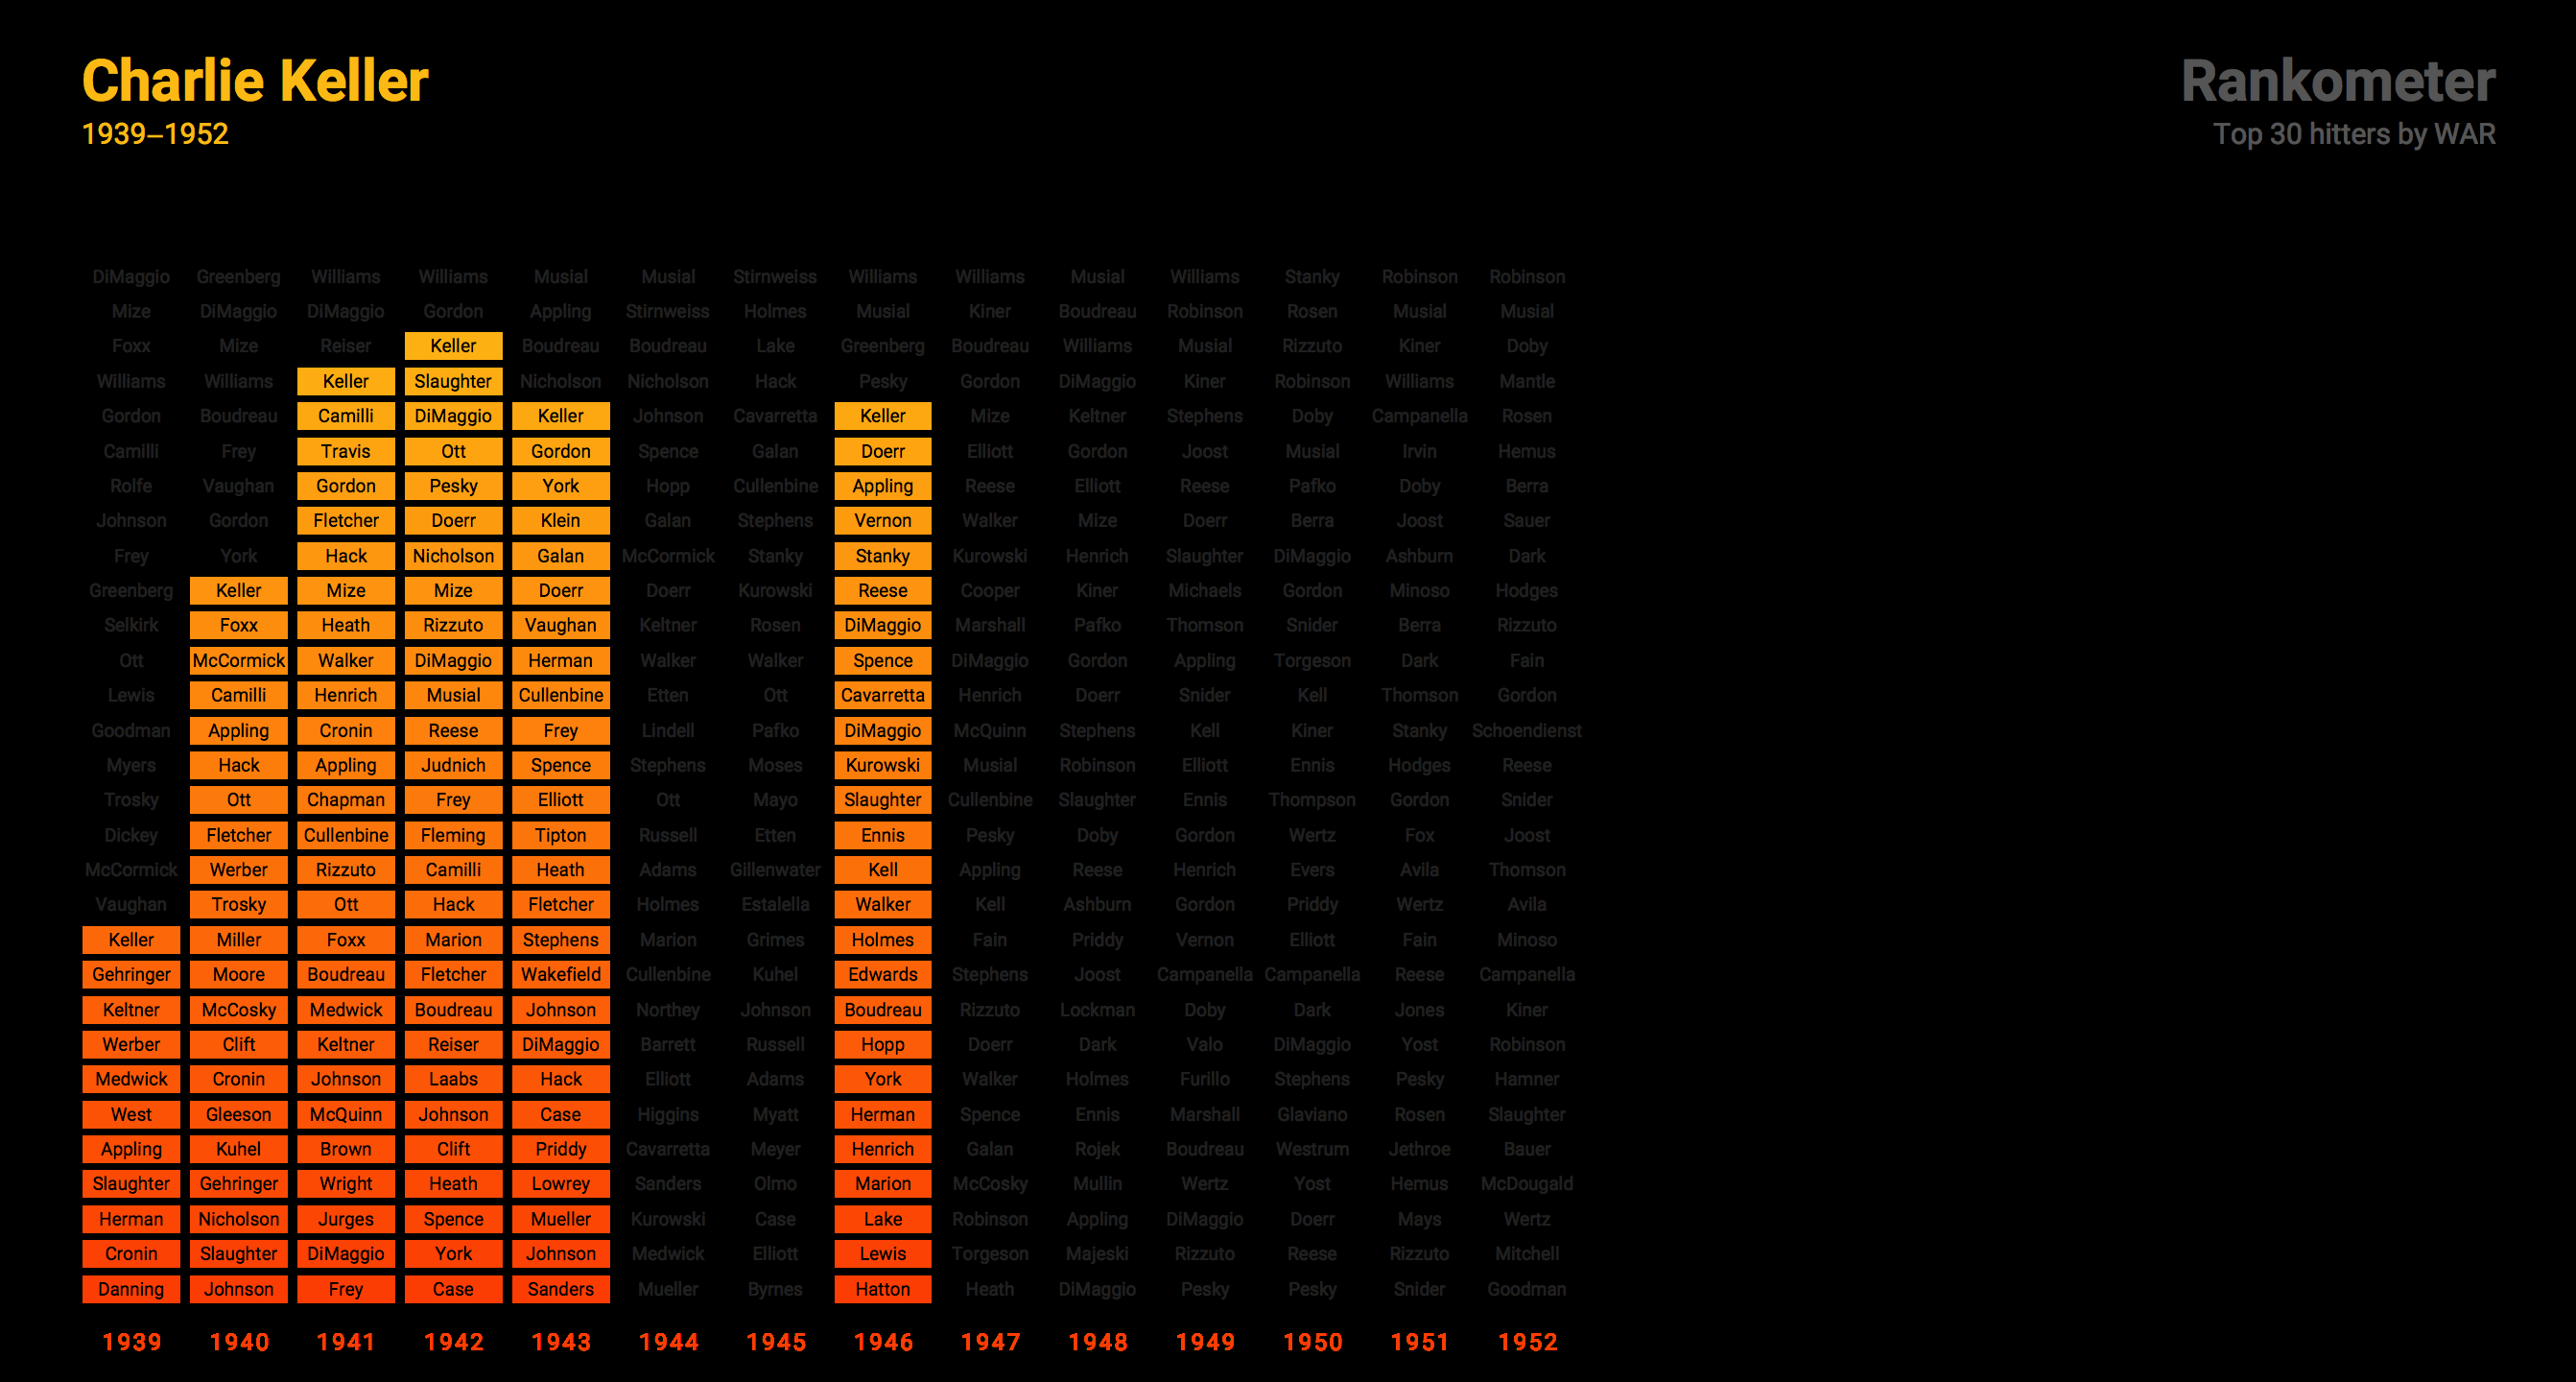 Charlie Keller
1939–1952
Rankometer
Top 30 hitters by WAR
DiMaggio Greenberg Williams Williams Musial Musial Stirnweiss Williams Williams Musial Williams Stanky Robinson Robinson
Mize DiMaggio DiMaggio Gordon Appling Stirnweiss Holmes Musial Kiner Boudreau Robinson Rosen Musial Musial
Foxx Mize Reiser Keller Boudreau Boudreau Lake Greenberg Boudreau Williams Musial Rizzuto Kiner Doby
Williams Williams Keller Slaughter Nicholson Nicholson Hack Pesky Gordon DiMaggio Kiner Robinson Williams Mantle
Gordon Boudreau Camilli DiMaggio Keller Johnson Cavarretta Keller Mize Keltner Stephens Doby Campanella Rosen
Camilli Frey Travis Ott Gordon Spence Galan Doerr Elliott Gordon Joost Musial Irvin Hemus
Rolfe Vaughan Gordon Pesky York Hopp Cullenbine Appling Reese Elliott Reese Pafko Doby Berra
Johnson Gordon Fletcher Doerr Klein Galan Stephens Vernon Walker Mize Doerr Berra Joost Sauer
Frey York Hack Nicholson Galan McCormick Stanky Stanky Kurowski Henrich Slaughter DiMaggio Ashburn Dark
Greenberg Keller Mize Mize Doerr Doerr Kurowski Reese Cooper Kiner Michaels Gordon Minoso Hodges
Selkirk Foxx Heath Rizzuto Vaughan Keltner Rosen DiMaggio Marshall Pafko Thomson Snider Berra Rizzuto
Ott McCormick Walker DiMaggio Herman Walker Walker Spence DiMaggio Gordon Appling Torgeson Dark Fain
Lewis Camilli Henrich Musial Cullenbine Etten Ott Cavarretta Henrich Doerr Snider Kell Thomson Gordon
Goodman Appling Cronin Reese Frey Lindell Pafko DiMaggio McQuinn Stephens Kell Kiner Stanky Schoendienst
Myers Hack Appling Judnich Spence Stephens Moses Kurowski Musial Robinson Elliott Ennis Hodges Reese
Trosky Ott Chapman Frey Elliott Ott Mayo Slaughter Cullenbine Slaughter Ennis Thompson Gordon Snider
Dickey Fletcher Cullenbine Fleming Tipton Russell Etten Ennis Pesky Doby Gordon Wertz Fox Joost
McCormick Werber Rizzuto Camilli Heath Adams Gillenwater Kell Appling Reese Henrich Evers Avila Thomson
Vaughan Trosky Ott Hack Fletcher Holmes Estalella Walker Kell Ashburn Gordon Priddy Wertz Avila
Keller Miller Foxx Marion Stephens Marion Grimes Holmes Fain Priddy Vernon Elliott Fain Minoso
Gehringer Moore Boudreau Fletcher Wakefield Cullenbine Kuhel Edwards Stephens Joost Campanella Campanella Reese Campanella
Keltner McCosky Medwick Boudreau Johnson Northey Johnson Boudreau Rizzuto Lockman Doby Dark Jones Kiner
Werber Clift Keltner Reiser DiMaggio Barrett Russell Hopp Doerr Dark Valo DiMaggio Yost Robinson
Medwick Cronin Johnson Laabs Hack Elliott Adams York Walker Holmes Furillo Stephens Pesky Hamner
West Gleeson McQuinn Johnson Case Higgins Myatt Herman Spence Ennis Marshall Glaviano Rosen Slaughter
Appling Kuhel Brown Clift Priddy Cavarretta Meyer Henrich Galan Rojek Boudreau Westrum Jethroe Bauer
Slaughter Gehringer Wright Heath Lowrey Sanders Olmo Marion McCosky Mullin Wertz Yost Hemus McDougald
Herman Nicholson Jurges Spence Mueller Kurowski Case Lake Robinson Appling DiMaggio Doerr Mays Wertz
Cronin Slaughter DiMaggio York Johnson Medwick Elliott Lewis Torgeson Majeski Rizzuto Reese Rizzuto Mitchell
Danning Johnson Frey Case Sanders Mueller Byrnes Hatton Heath DiMaggio Pesky Pesky Snider Goodman
1939 1940 1941 1942 1943 1944 1945 1946 1947 1948 1949 1950 1951 1952